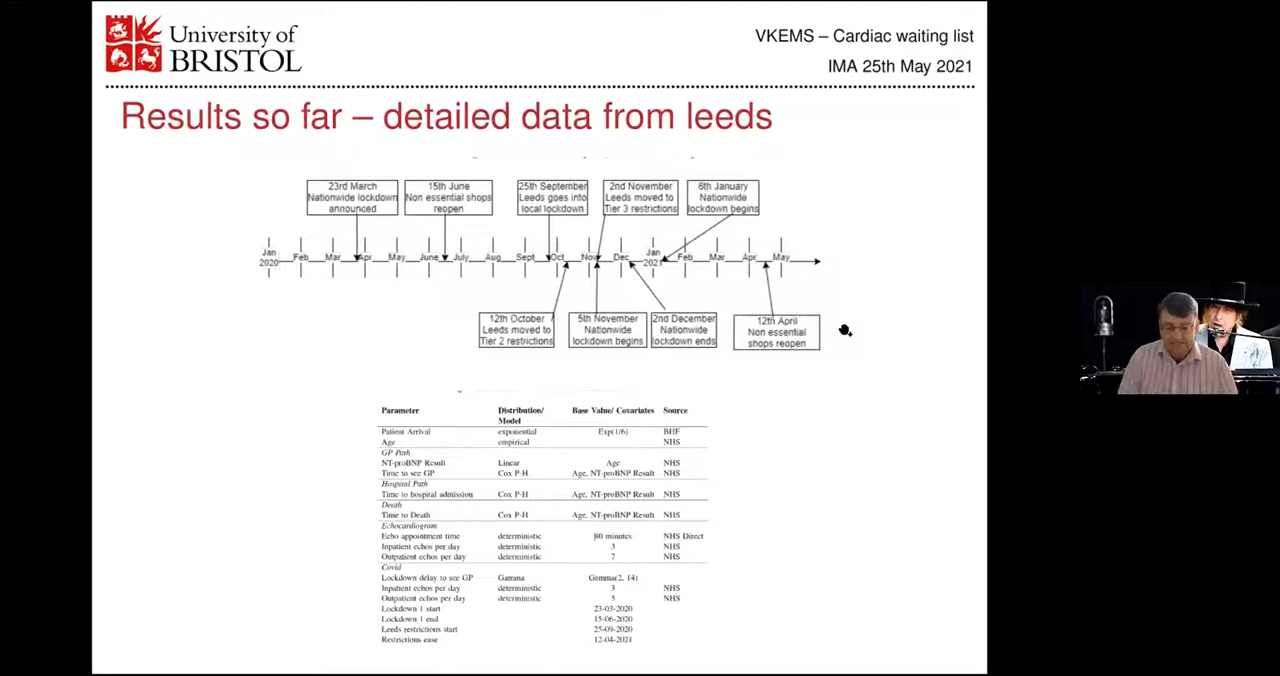 University of
BRISTOL
VKEMS – Cardiac waiting list
IMA 25th May 2021
Results so far – detailed data from leeds
23rd March
Nationwide lockdown
announced
15th June
Non essential shops
reopen
25th September
Leeds goes into
local lockdown
2nd November
Leeds moved to
Tier 3 restrictions
6th January
Nationwide
lockdown begins
Jan
2020
Feb
Mar
Apr
May
June
July
Aug
Sept
Oct
Nov
Dec
Jan
2021
Feb
Mar
Apr
May
12th October
Leeds moved to
Tier 2 restrictions
5th November
Nationwide
lockdown begins
2nd December
Nationwide
lockdown ends
12th April
Non essential
shops reopen
Parameter Distribution/ Base Value/ Covariates Source
Model
Patient Arrival exponential Exp(1/6) BHF
Age empirical NHS
GP Path
NT-proBNP Result Linear Age NHS
Time to see GP Cox P-H Age, NT-proBNP Result NHS
Hospital Path
Time to hospital admission Cox P-H Age, NT-proBNP Result NHS
Death
Time to Death Cox P-H Age, NT-proBNP Result NHS
Echocardiogram
Echo appointment time deterministic minutes NHS Direct
Inpatient echos per day deterministic 3 NHS
Outpatient echos per day deterministic 7 NHS
Covid
Lockdown delay to see GP Gamma Gamma(2, 14)
Inpatient echos per day deterministic 3 NHS
Outpatient echos per day deterministic 5 NHS
Lockdown 1 start 23-03-2020
Lockdown 1 end 15-06-2020
Leeds restrictions start 25-09-2020
Restrictions ease 12-04-2021